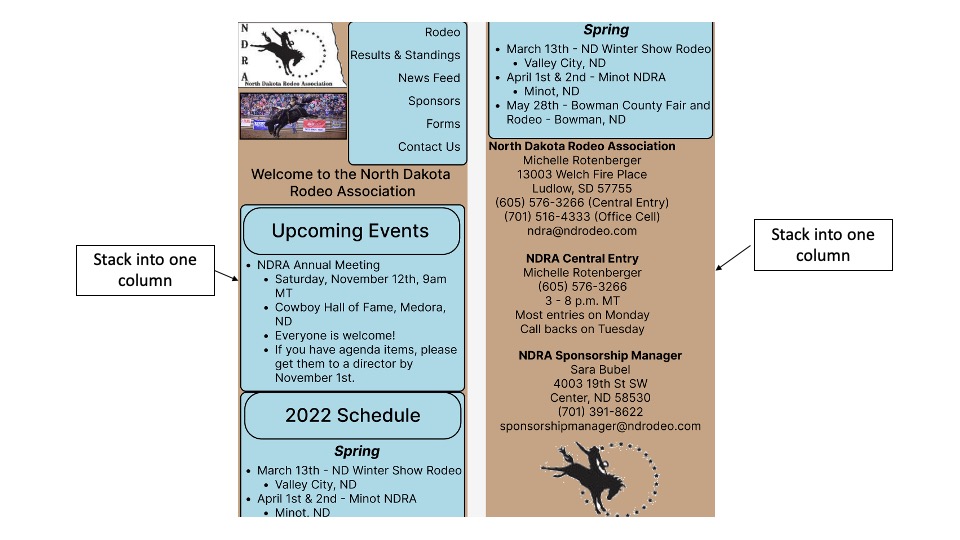 N
D
R
A
North Dakota Rodeo Association
Rodeo
Results & Standings
News Feed
Sponsors
Forms
Contact Us
Welcome to the North Dakota
Rodeo Association
Upcoming Events
• NDRA Annual Meeting
• Saturday, November 12th, 9am
MT
• Cowboy Hall of Fame, Medora,
ND
• Everyone is welcome!
• If you have agenda items, please
get them to a director by
November 1st.
2022 Schedule
Spring
• March 13th - ND Winter Show Rodeo
• Valley City, ND
• April 1st & 2nd - Minot NDRA
• Minot, ND
Stack into one
column
Spring
• March 13th - ND Winter Show Rodeo
• Valley City, ND
• April 1st & 2nd - Minot NDRA
• Minot, ND
• May 28th - Bowman County Fair and
Rodeo - Bowman, ND
North Dakota Rodeo Association
Michelle Rotenberger
13003 Welch Fire Place
Ludlow, SD 57755
(605) 576-3266 (Central Entry)
(701) 516-4333 (Office Cell)
ndra@ndrodeo.com
NDRA Central Entry
Michelle Rotenberger
(605) 576-3266
3 - 8 p.m. MT
Most entries on Monday
Call backs on Tuesday
NDRA Sponsorship Manager
Sara Bubel
4003 19th St SW
Center, ND 58530
(701) 391-8622
sponsorshipmanager@ndrodeo.com
Stack into one
column